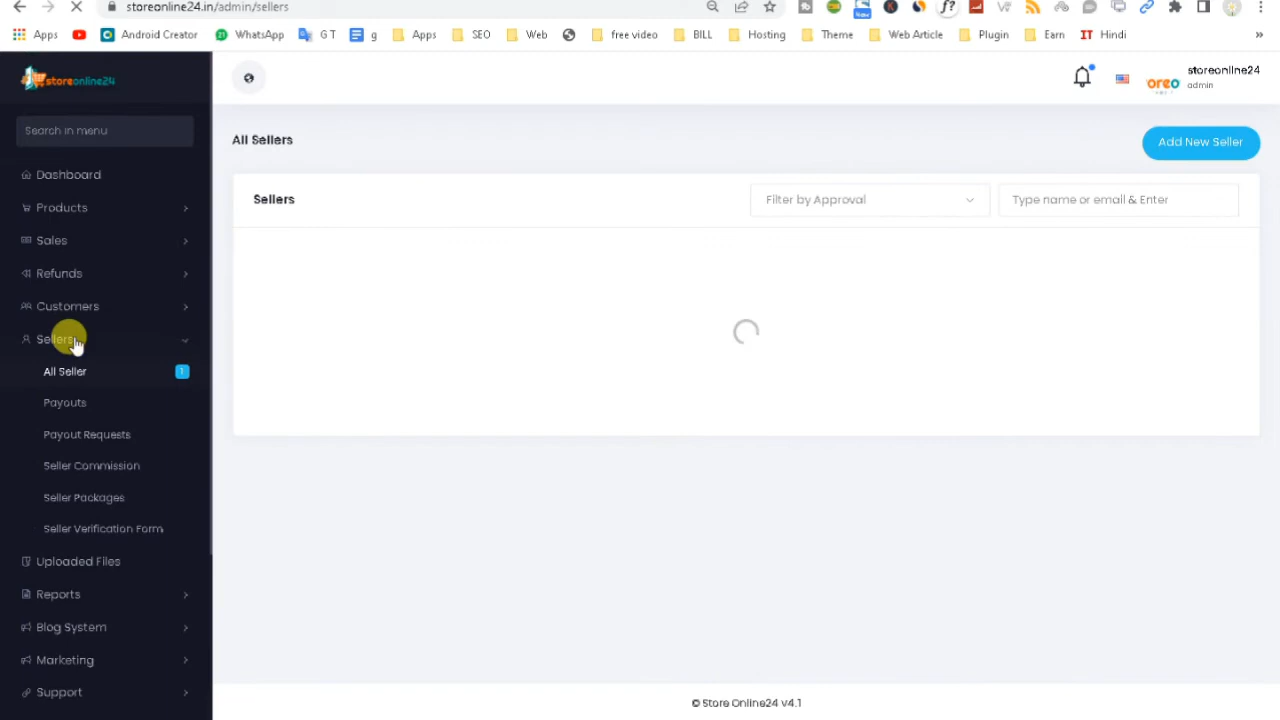 storeonline24.in/admin/sellers
Apps
Android Creator
WhatsApp
G T
g
Apps
SEO
Web
free video
BILL
Hosting
Theme
Web Article
Plugin
Earn
IT Hindi
»
storeonline24
Search in menu
Dashboard
Products
Sales
Refunds
Customers
Sellers
All Seller
1
Payouts
Payout Requests
Seller Commission
Seller Packages
Seller Verification Form
Uploaded Files
Reports
Blog System
Marketing
Support
oreo
storeonline24
admin
All Sellers
Add New Seller
Sellers
Filter by Approval
Type name or email & Enter
© Store Online24 v4.1